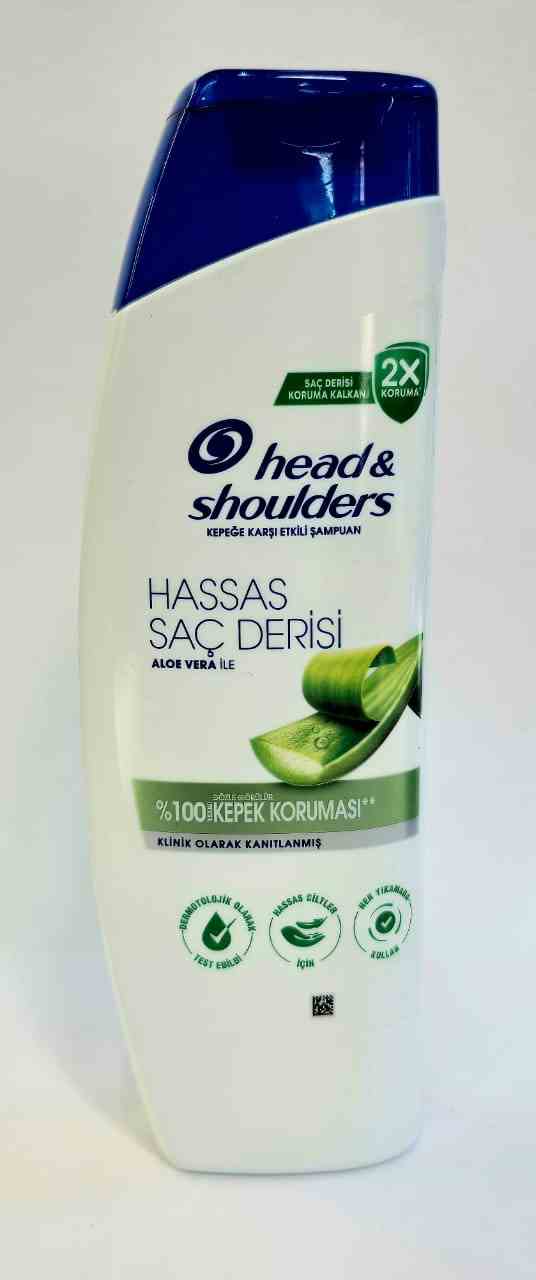 SAÇ DERİSİ
KORUMA KALKANI
2X
KORUMA*
head &
shoulders
KEPEĞE KARŞI ETKİLİ ŞAMPUAN
HASSAS
SAÇ DERİSİ
ALOE VERA İLE
%100 KEPEK KORUMASI**
KLİNİK OLARAK KANITLANMIŞ
DERMOTOLOJİK OLARAK
TEST EDİLDİ
HASSAS CİLTLER
İÇİN
HER YIKAMADA
KULLAN